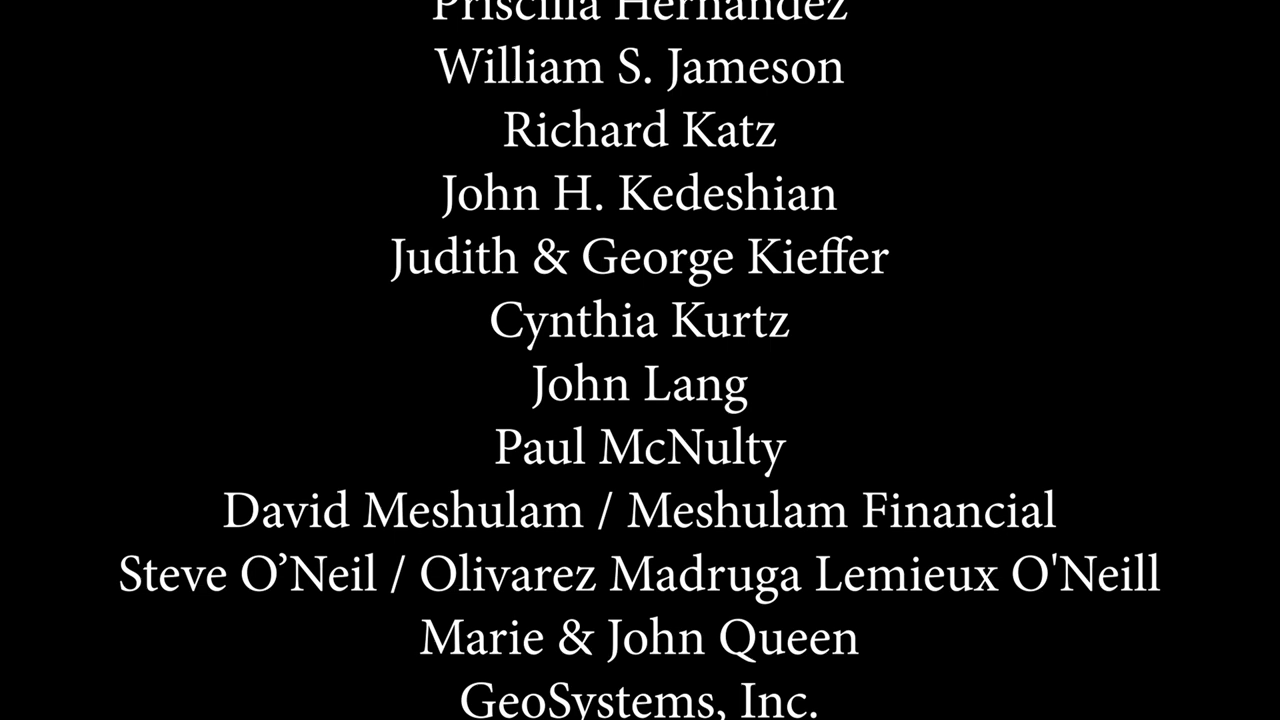 Priscilla Hernandez
William S. Jameson
Richard Katz
John H. Kedeshian
Judith & George Kieffer
Cynthia Kurtz
John Lang
Paul McNulty
David Meshulam / Meshulam Financial
Steve O’Neil / Olivarez Madruga Lemieux O'Neill
Marie & John Queen
GeoSystems, Inc.